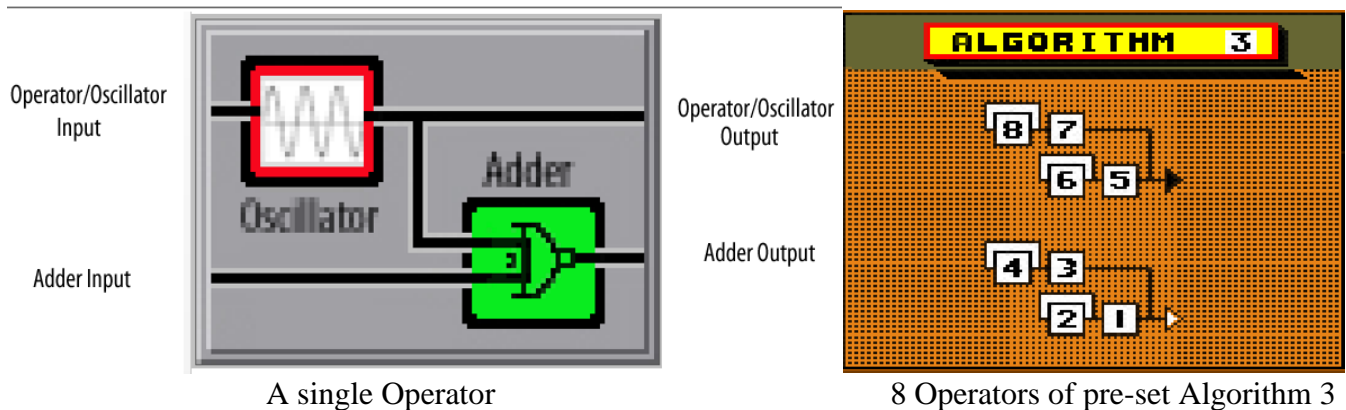 Operator/Oscillator
Input
Adder Input
Oscillator
Adder
Operator/Oscillator
Output
Adder Output
A single Operator
ALGORITHM 3
8 7
6 5
4 3
2 1
8 Operators of pre-set Algorithm 3